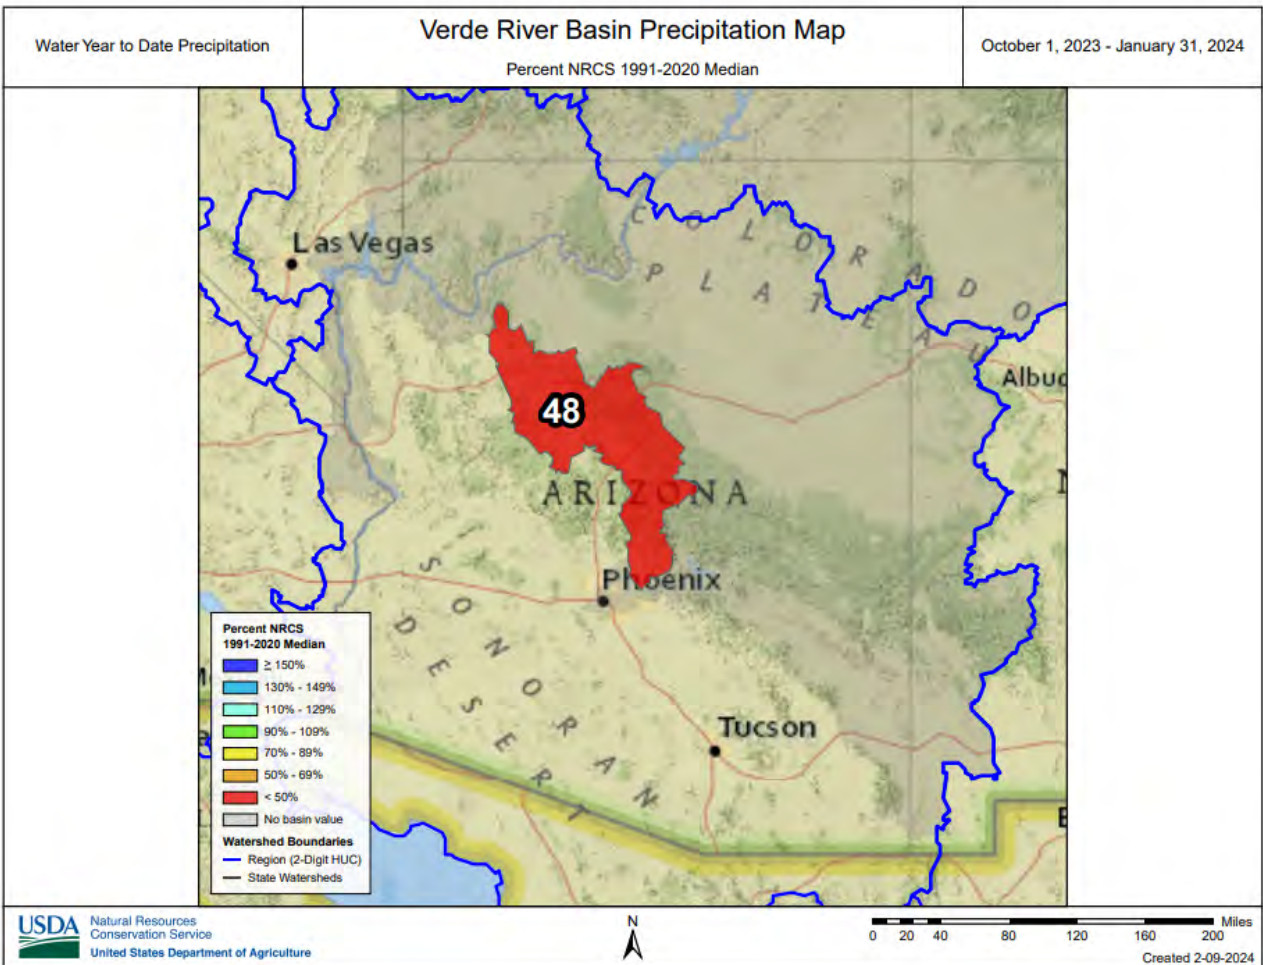 Water Year to Date Precipitation
Verde River Basin Precipitation Map
Percent NRCS 1991-2020 Median
October 1, 2023 - January 31, 2024
Las Vegas
COLORADO
PLATEAU
Albuq
48
ARIZONA
Phoenix
SONORAN
DESERT
Tucson
Percent NRCS
1991-2020 Median
≥ 150%
130% - 149%
110% - 129%
90% - 109%
70% - 89%
50% - 69%
< 50%
No basin value
Watershed Boundaries
Region (2-Digit HUC)
State Watersheds
USDA
Natural Resources
Conservation Service
United States Department of Agriculture
N
Miles
0 20 40 80 120 160 200
Created 2-09-2024